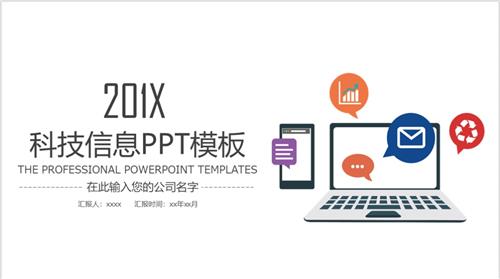 201X
科技信息PPT模板
THE PROFESSIONAL POWERPOINT TEMPLATES
在此输入您的公司名字
汇报人：xxxx 汇报时间：xx年xx月